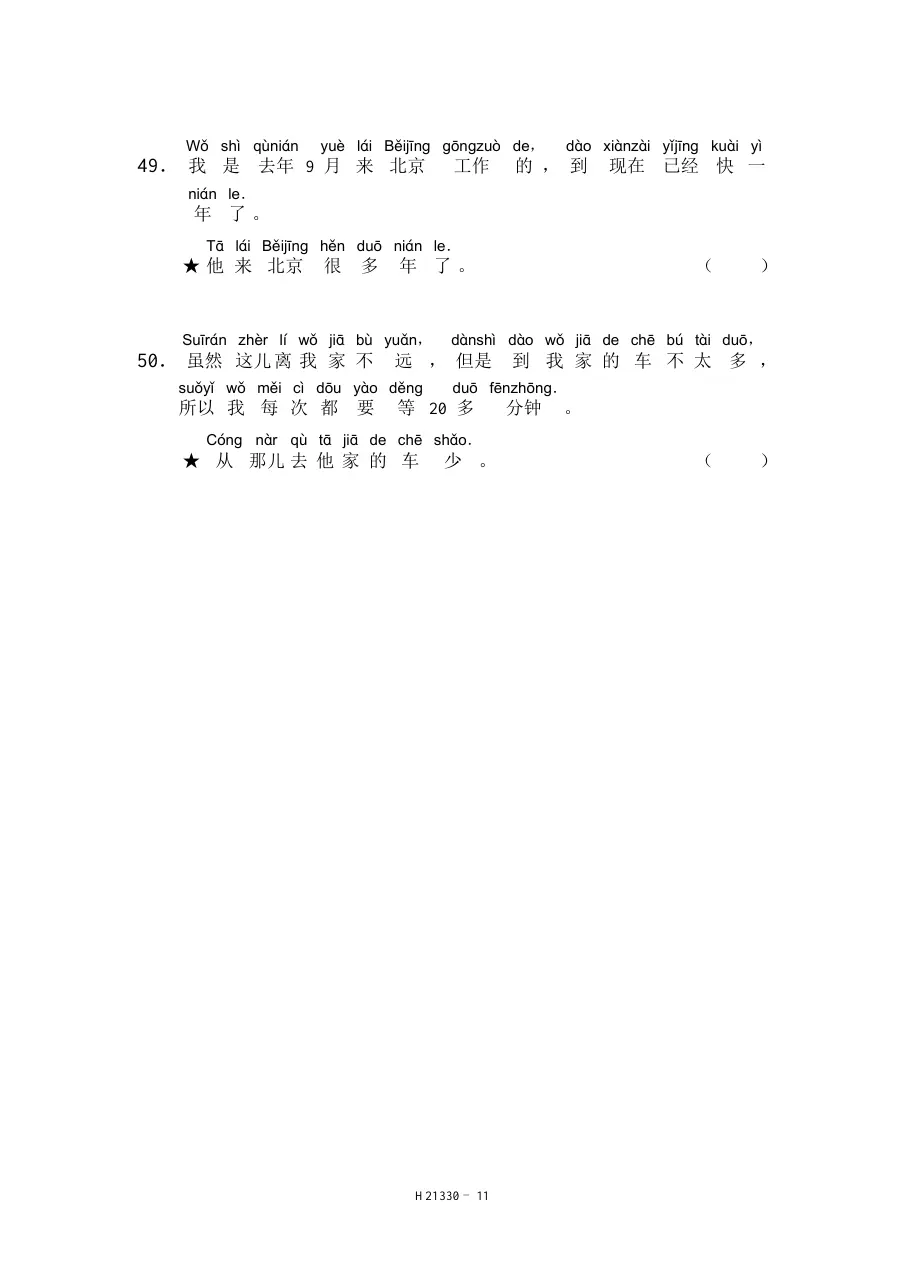 Wǒ shì qùnián yuè lái Běijīng gōngzuò de， dào xiànzài yǐjīng kuài yì
49. 我 是 去年 9 月 来 北京 工作 的 ， 到 现在 已经 快 一
nián le．
年 了 。
Tā lái Běijīng hěn duō nián le．
★ 他 来 北京 很 多 年 了 。 （ ）
Suīrán zhèr lí wǒ jiā bù yuǎn， dànshì dào wǒ jiā de chē bú tài duō，
50. 虽然 这儿 离 我 家 不 远 ， 但是 到 我 家 的 车 不 太 多 ，
suǒyǐ wǒ měi cì dōu yào děng duō fēnzhōng．
所以 我 每 次 都 要 等 20 多 分钟 。
Cóng nàr qù tā jiā de chē shǎo．
★ 从 那儿 去 他 家 的 车 少 。 （ ）
H21330－ 11